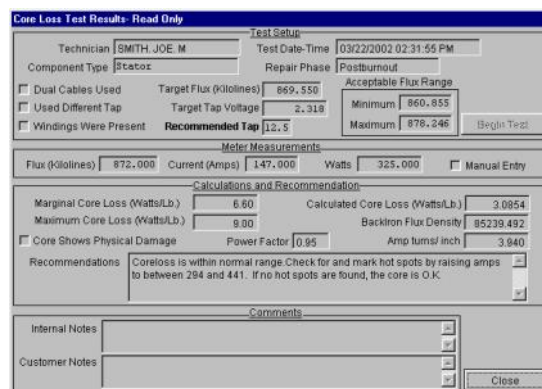 Core Loss Test Results- Read Only
Test Setup
Technician SMITH. JOE. M Test Date-Time 03/22/2002 02:31:55 PM
Component Type Stator Repair Phase Postburnout
Dual Cables Used Target Flux (Kilolines) 869.550 Acceptable Flux Range
Used Different Tap Target Tap Voltage 2.318 Minimum 860.855
Windings Were Present Recommended Tap 12.5 Maximum 878.246 Begin Test
Meter Measurements
Flux (Kilolines) 872.000 Current (Amps) 147.000 Watts 325.000 Manual Entry
Calculations and Recommendation
Marginal Core Loss (Watts/Lb.) 6.60 Calculated Core Loss (Watts/Lb.) 3.0854
Maximum Core Loss (Watts/Lb.) 9.00 BackIron Flux Density 85239.492
Core Shows Physical Damage Power Factor 0.95 Amp turns/ inch 3.940
Recommendations Coreloss is within normal range.Check for and mark hot spots by raising amps
to between 294 and 441. If no hot spots are found, the core is O.K.
Comments
Internal Notes
Customer Notes
Close